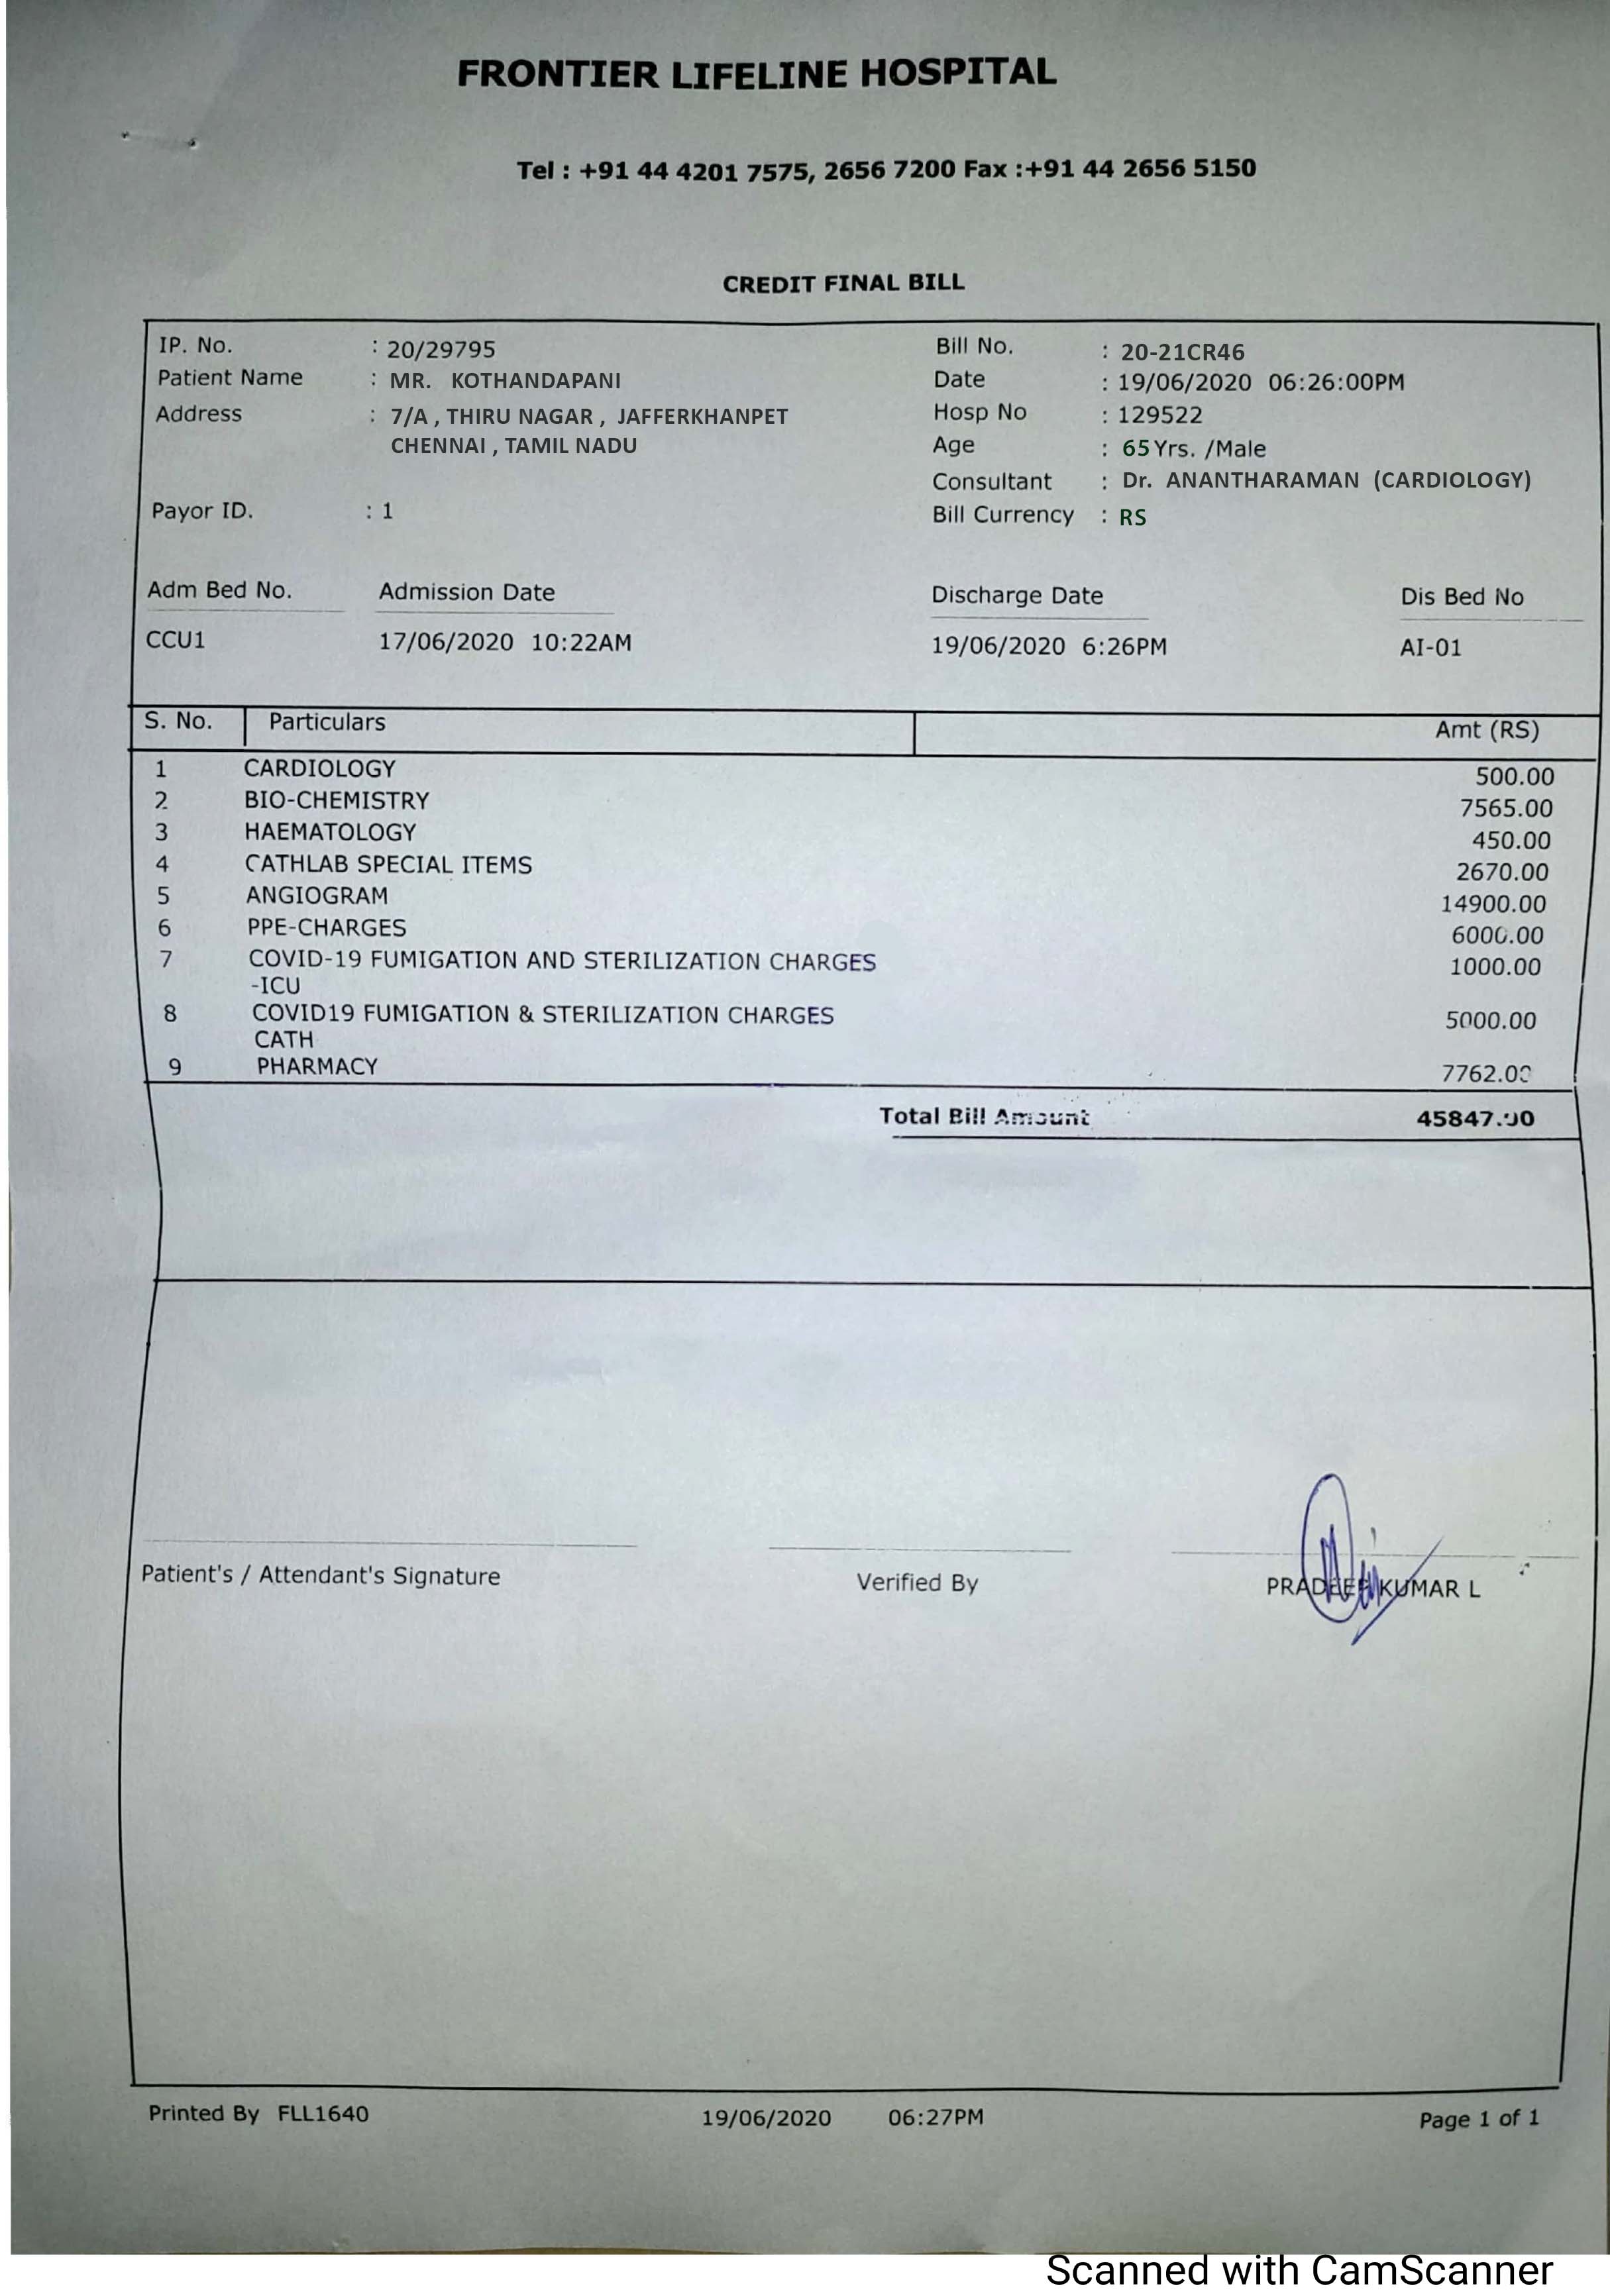 FRONTIER LIFELINE HOSPITAL
Tel : +91 44 4201 7575, 2656 7200 Fax :+91 44 2656 5150
CREDIT FINAL BILL
IP. No. : 20/29795 Bill No. : 20-21CR46
Patient Name : MR. KOTHANDAPANI Date : 19/06/2020 06:26:00PM
Address : 7/A , THIRU NAGAR , JAFFERKHANPET Hosp No : 129522
CHENNAI , TAMIL NADU Age : 65 Yrs. /Male
Consultant : Dr. ANANTHARAMAN (CARDIOLOGY)
Payor ID. : 1 Bill Currency : RS
Adm Bed No. Admission Date Discharge Date Dis Bed No
CCU1 17/06/2020 10:22AM 19/06/2020 6:26PM AI-01
S. No. Particulars Amt (RS)
1 CARDIOLOGY 500.00
2 BIO-CHEMISTRY 7565.00
3 HAEMATOLOGY 450.00
4 CATHLAB SPECIAL ITEMS 2670.00
5 ANGIOGRAM 14900.00
6 PPE-CHARGES 6000.00
7 COVID-19 FUMIGATION AND STERILIZATION CHARGES 1000.00
-ICU
8 COVID19 FUMIGATION & STERILIZATION CHARGES 5000.00
CATH
9 PHARMACY 7762.00
Total Bill Amount 45847.00
Patient's / Attendant's Signature Verified By PRADEEP KUMAR L
Printed By FLL1640 19/06/2020 06:27PM Page 1 of 1
Scanned with CamScanner